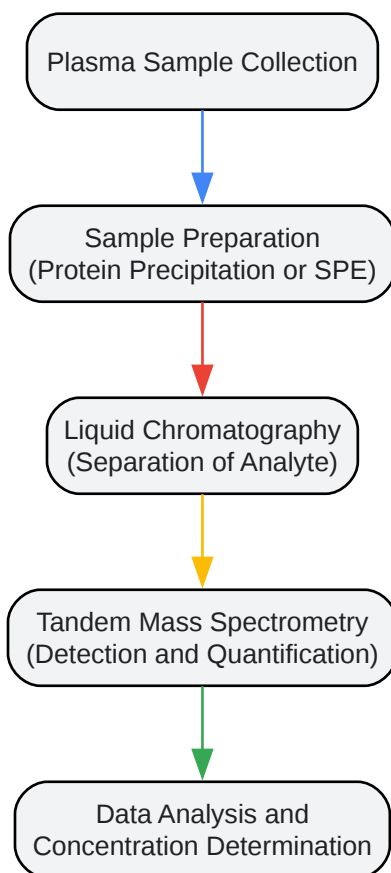 Plasma Sample Collection
Sample Preparation
(Protein Precipitation or SPE)
Liquid Chromatography
(Separation of Analyte)
Tandem Mass Spectrometry
(Detection and Quantification)
Data Analysis and
Concentration Determination